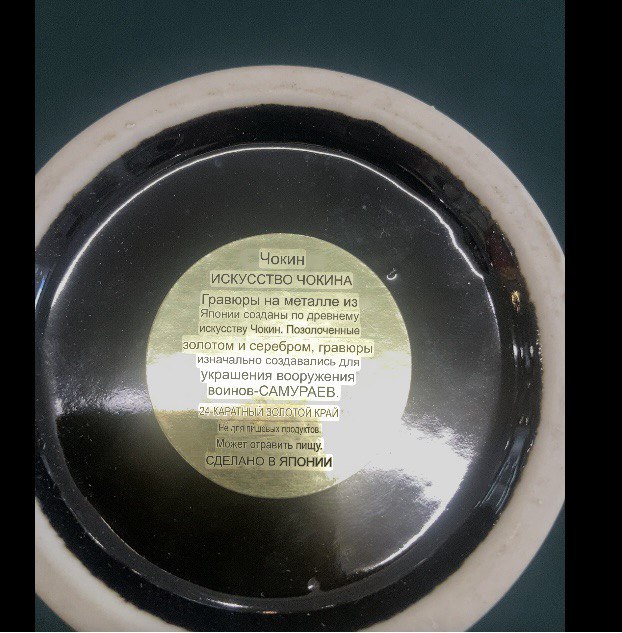 Чокин
ИСКУССТВО ЧОКИНА
Гравюры на металле из
Японии созданы по древнему
искусству Чокин. Позолоченные
золотом и серебром, гравюры
изначально создавались для
украшения вооружения
воинов-САМУРАЕВ.
24-КАРАТНЫЙ ЗОЛОТОЙ КРАЙ
Не для пищевых продуктов.
Может отравить пищу.
СДЕЛАНО В ЯПОНИИ